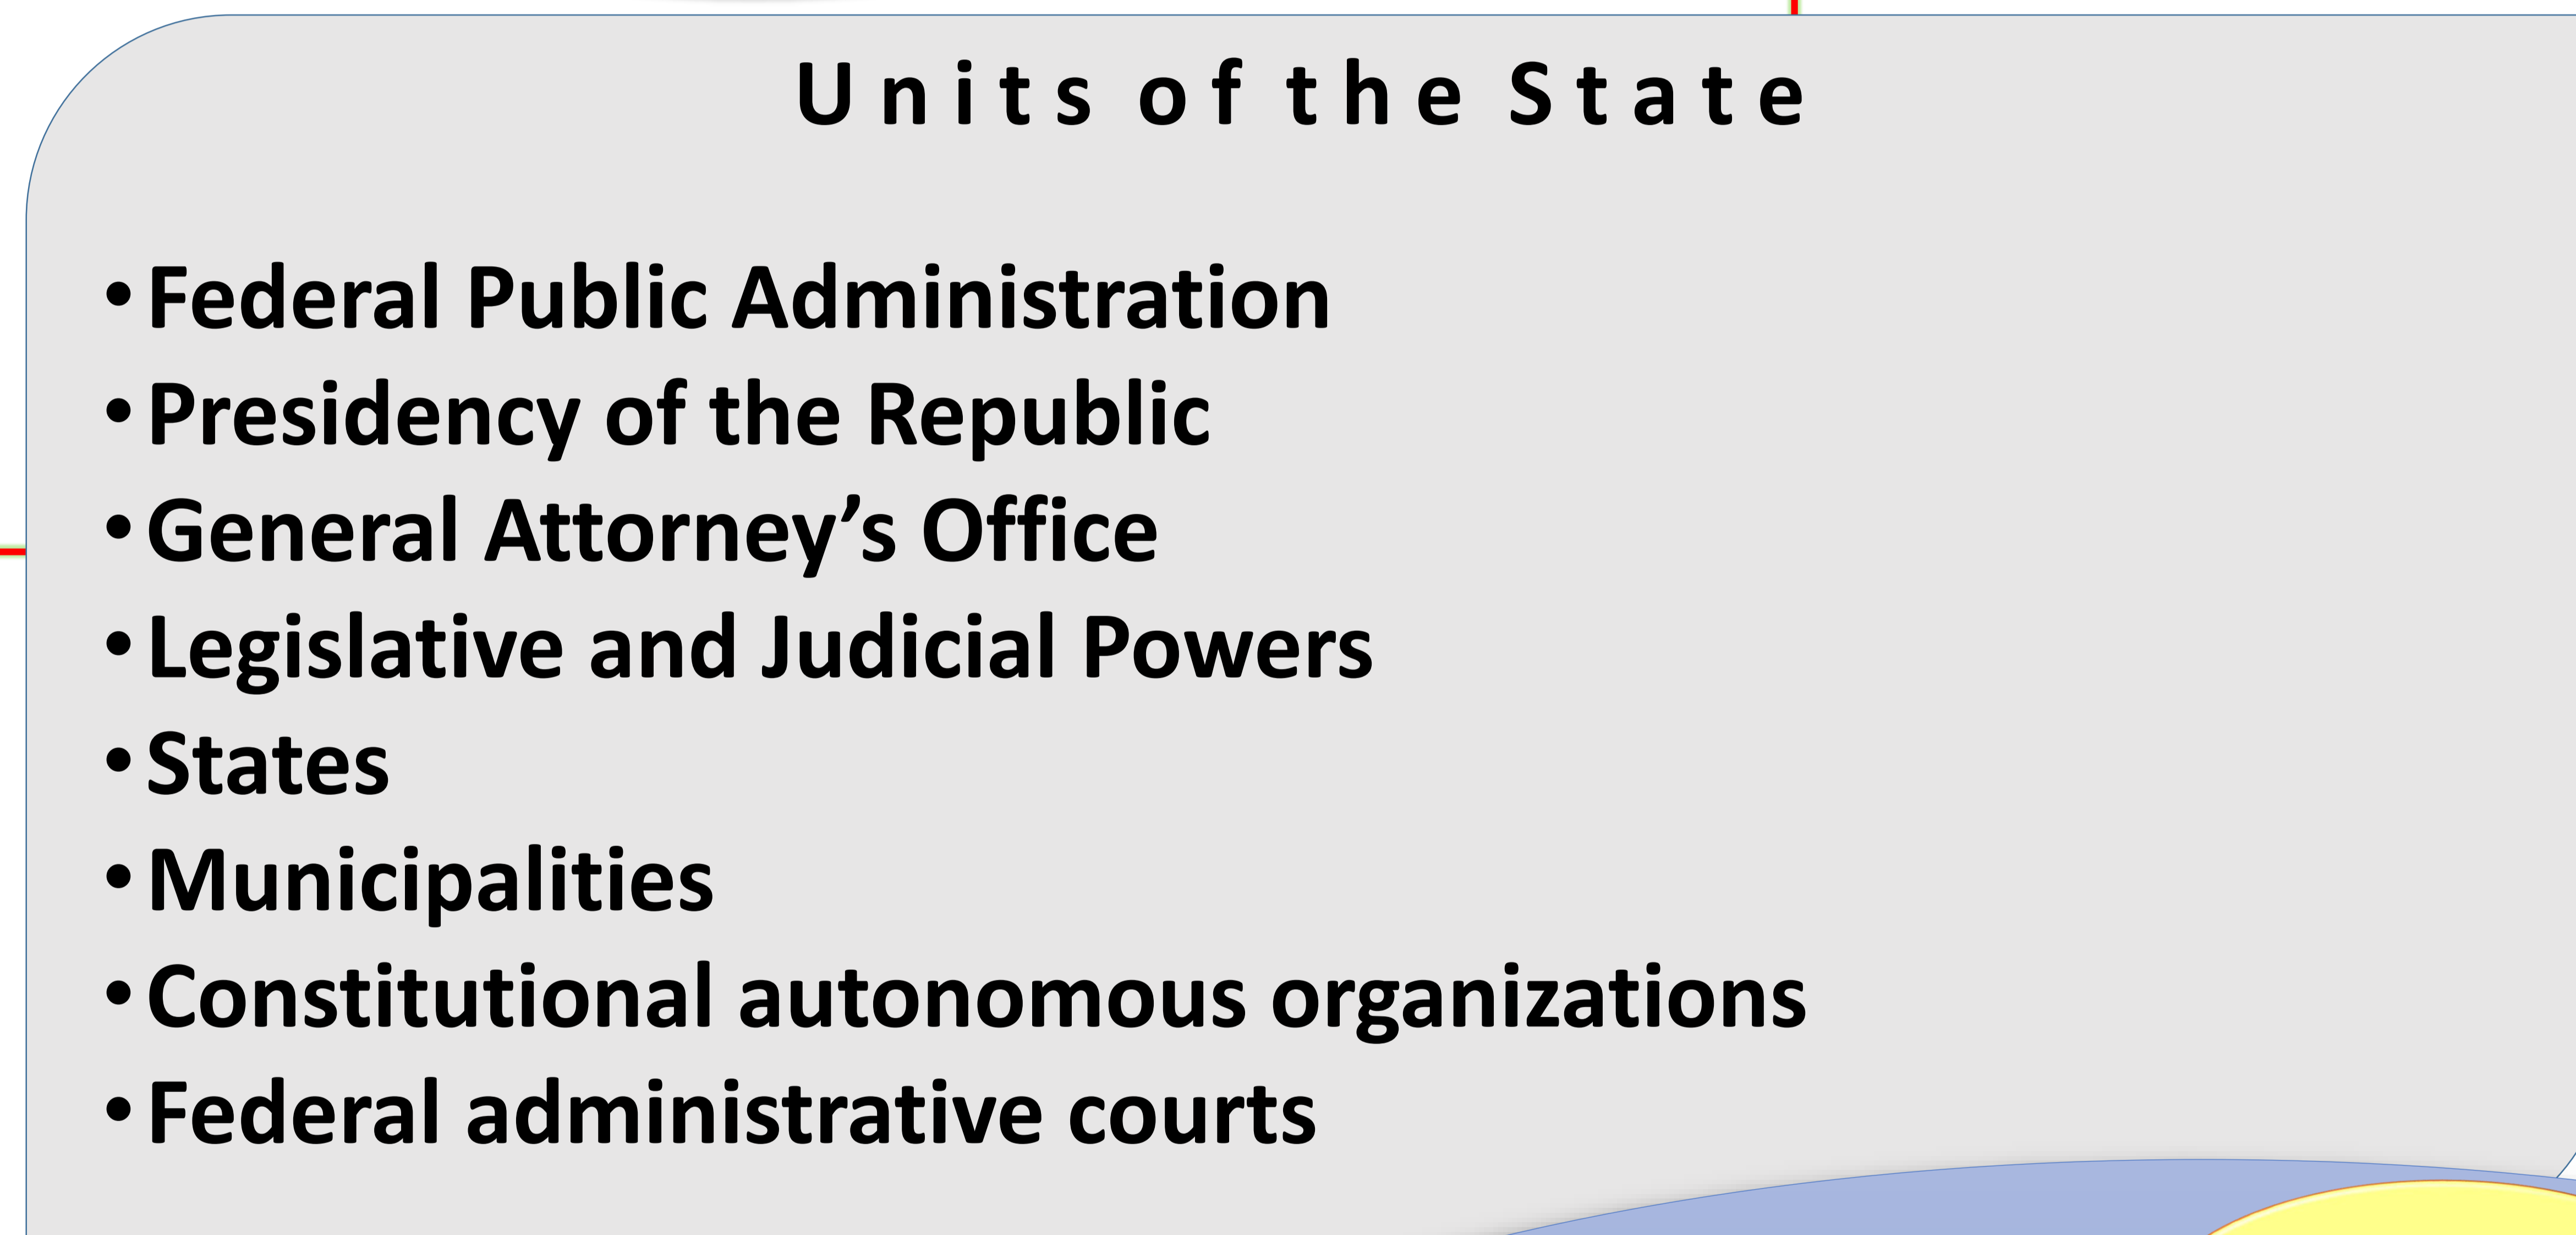 Units of the State
• Federal Public Administration
• Presidency of the Republic
• General Attorney’s Office
• Legislative and Judicial Powers
• States
• Municipalities
• Constitutional autonomous organizations
• Federal administrative courts